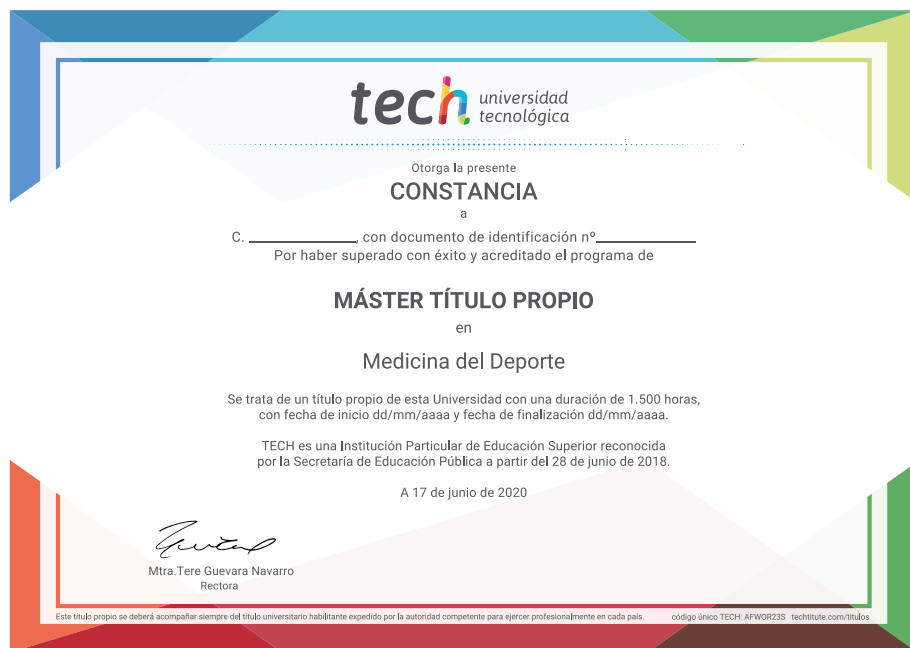 tech universidad
tecnológica
Otorga la presente
CONSTANCIA
a
C. ____________, con documento de identificación nº____________
Por haber superado con éxito y acreditado el programa de
MÁSTER TÍTULO PROPIO
en
Medicina del Deporte
Se trata de un título propio de esta Universidad con una duración de 1.500 horas,
con fecha de inicio dd/mm/aaaa y fecha de finalización dd/mm/aaaa.
TECH es una Institución Particular de Educación Superior reconocida
por la Secretaría de Educación Pública a partir del 28 de junio de 2018.
A 17 de junio de 2020
Mtra.Tere Guevara Navarro
Rectora
Este título propio se deberá acompañar siempre del título universitario habilitante expedido por la autoridad competente para ejercer profesionalmente en cada país. código único TECH: AFWOR23S techtitute.com/titulos